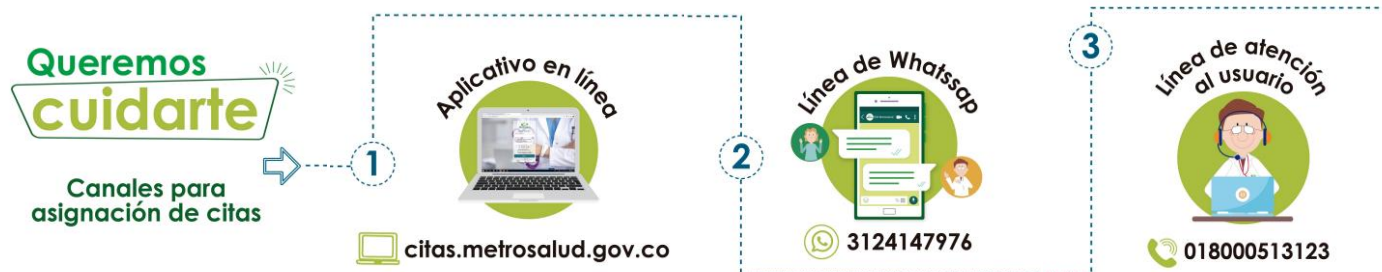 Queremos
cuidarte
Canales para
asignación de citas
1
Aplicativo en línea
citas.metrosalud.gov.co
2
Línea de Whatssap
3124147976
3
Línea de atención
al usuario
018000513123